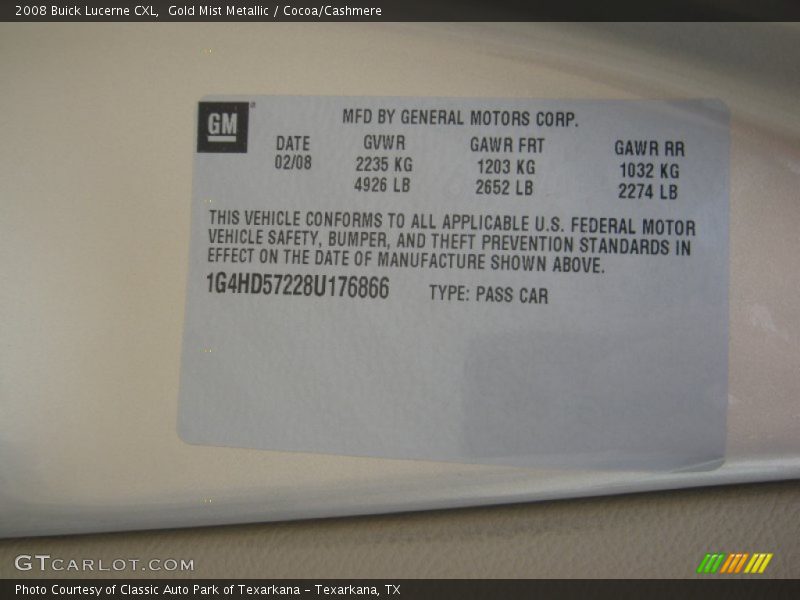 2008 Buick Lucerne CXL,  Gold Mist Metallic / Cocoa/Cashmere
GM®
MFD BY GENERAL MOTORS CORP.
DATE GVWR GAWR FRT GAWR RR
02/08 2235 KG 1203 KG 1032 KG
4926 LB 2652 LB 2274 LB
THIS VEHICLE CONFORMS TO ALL APPLICABLE U.S. FEDERAL MOTOR
VEHICLE SAFETY, BUMPER, AND THEFT PREVENTION STANDARDS IN
EFFECT ON THE DATE OF MANUFACTURE SHOWN ABOVE.
1G4HD57228U176866 TYPE: PASS CAR
GTCARLOT.COM
Photo Courtesy of Classic Auto Park of Texarkana – Texarkana, TX